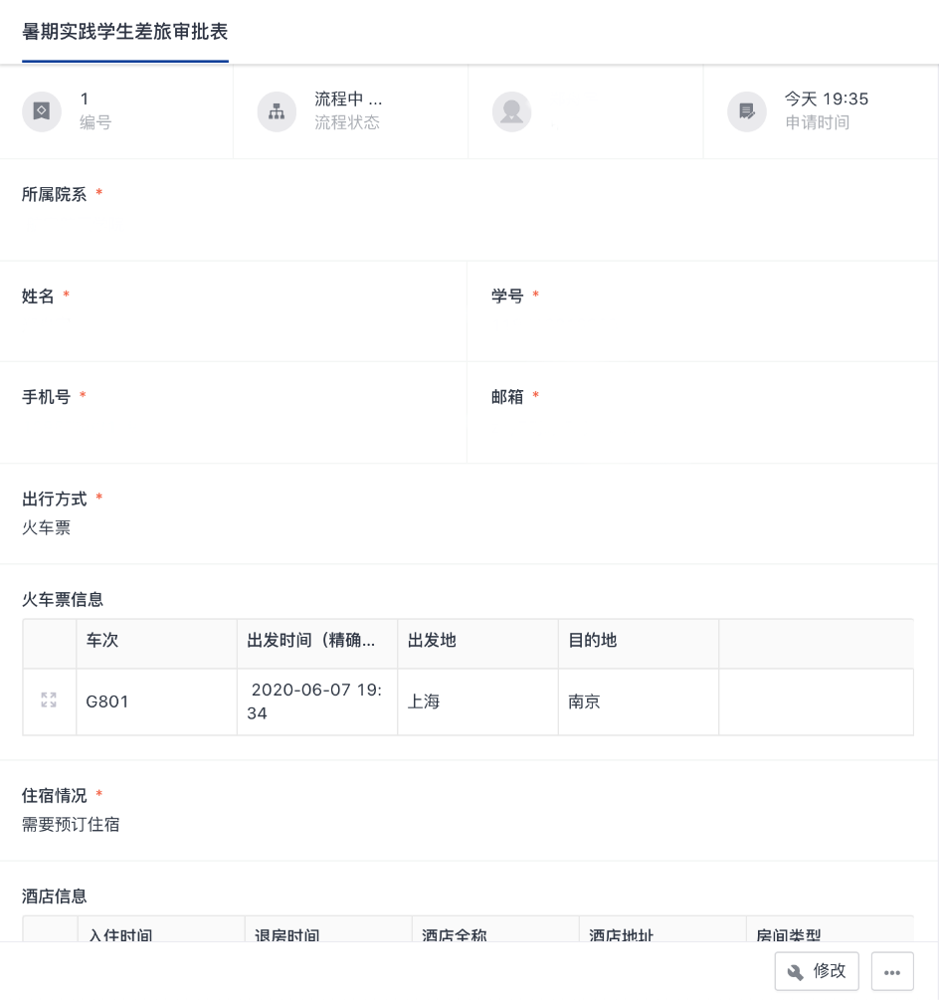 暑期实践学生差旅审批表
1
编号
流程中 ...
流程状态
今天 19:35
申请时间
所属院系 *
姓名 *
学号 *
手机号 *
邮箱 *
出行方式 *
火车票
火车票信息
车次
出发时间（精确...
出发地
目的地
G801
2020-06-07 19:
34
上海
南京
住宿情况 *
需要预订住宿
酒店信息
入住时间
退房时间
酒店全称
酒店地址
房间类型
修改